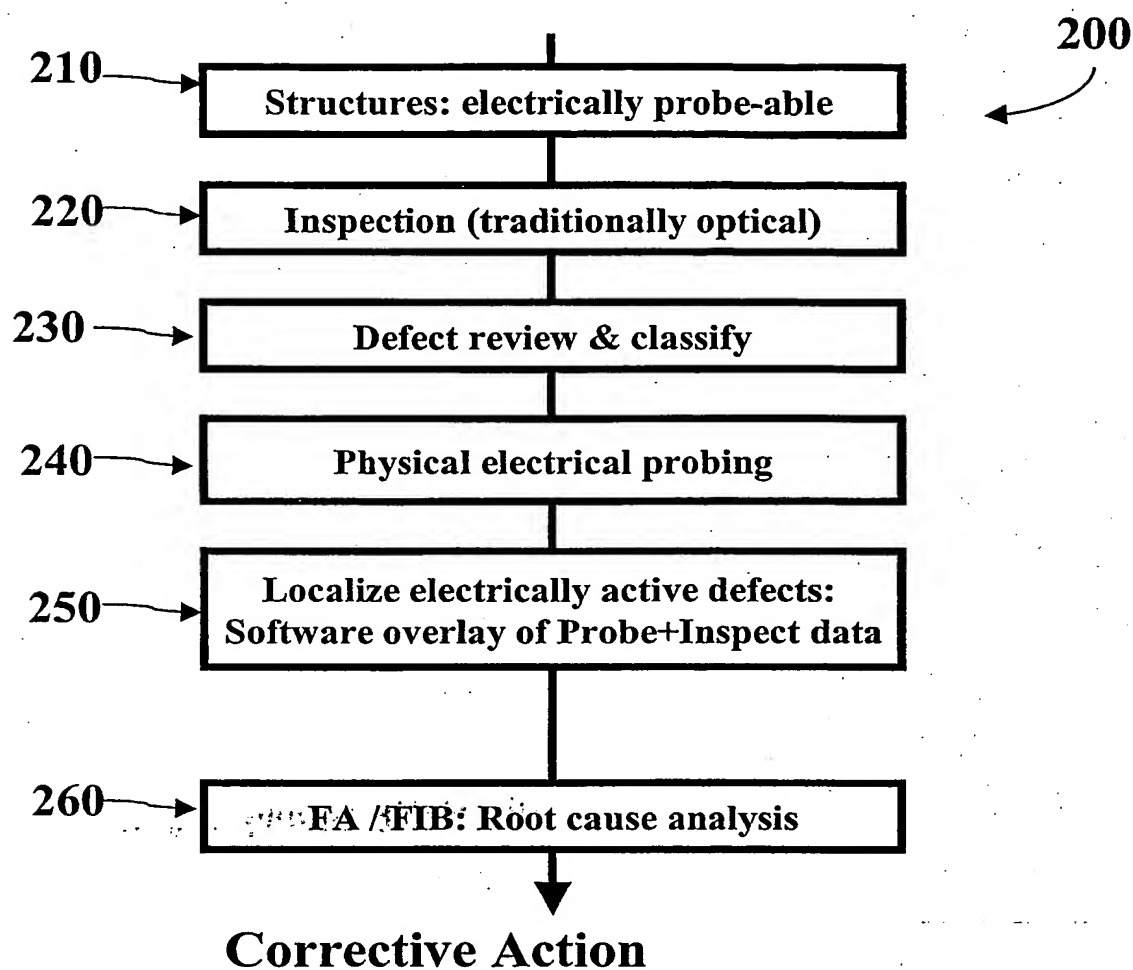 200
210
Structures: electrically probe-able
220
Inspection (traditionally optical)
230
Defect review & classify
240
Physical electrical probing
250
Localize electrically active defects:
Software overlay of Probe+Inspect data
260
FA / FIB: Root cause analysis
Corrective Action